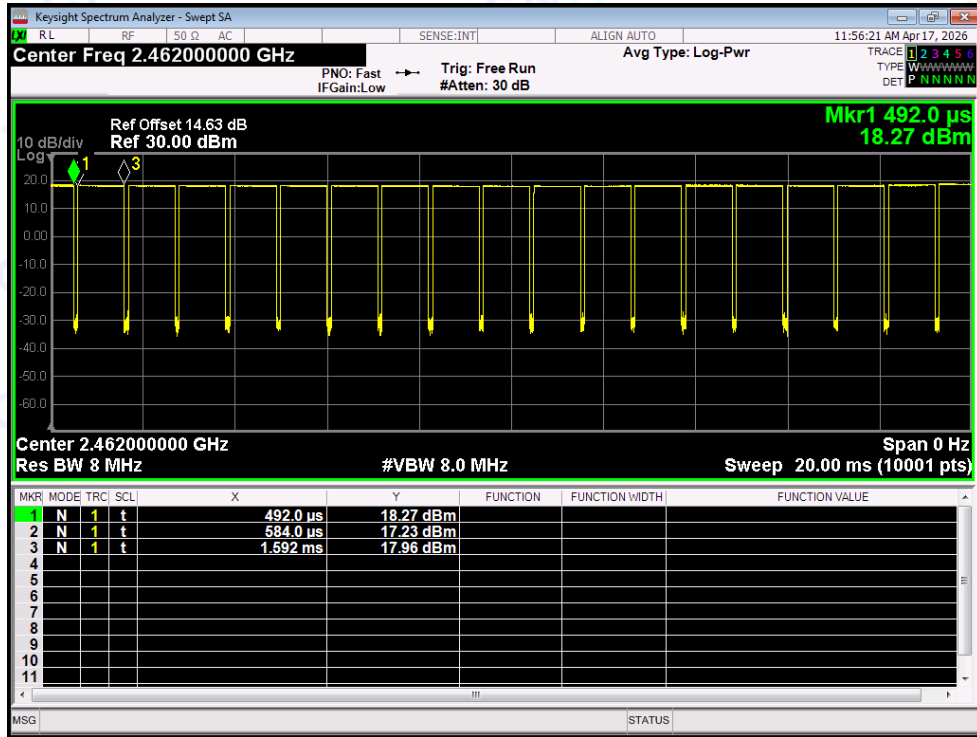 Keysight Spectrum Analyzer - Swept SA
LXI RL RF 50 Ω AC SENSE:INT ALIGN AUTO 11:56:21 AM Apr 17, 2026
Center Freq 2.462000000 GHz Avg Type: Log-Pwr TRACE 1 2 3 4 5 6
PNO: Fast Trig: Free Run TYPE WWWWWW
IFGain:Low #Atten: 30 dB DET P N N N N N
Ref Offset 14.63 dB Mkr1 492.0 µs
10 dB/div Ref 30.00 dBm 18.27 dBm
Log
1 3
20.0
10.0
0.00
-10.0
-20.0
-30.0
-40.0
-50.0
-60.0
Center 2.462000000 GHz Span 0 Hz
Res BW 8 MHz #VBW 8.0 MHz Sweep 20.00 ms (10001 pts)
MKR MODE TRC SCL X Y FUNCTION FUNCTION WIDTH FUNCTION VALUE
1 N 1 t 492.0 µs 18.27 dBm
2 N 1 t 584.0 µs 17.23 dBm
3 N 1 t 1.592 ms 17.96 dBm
4
5
6
7
8
9
10
11
MSG STATUS